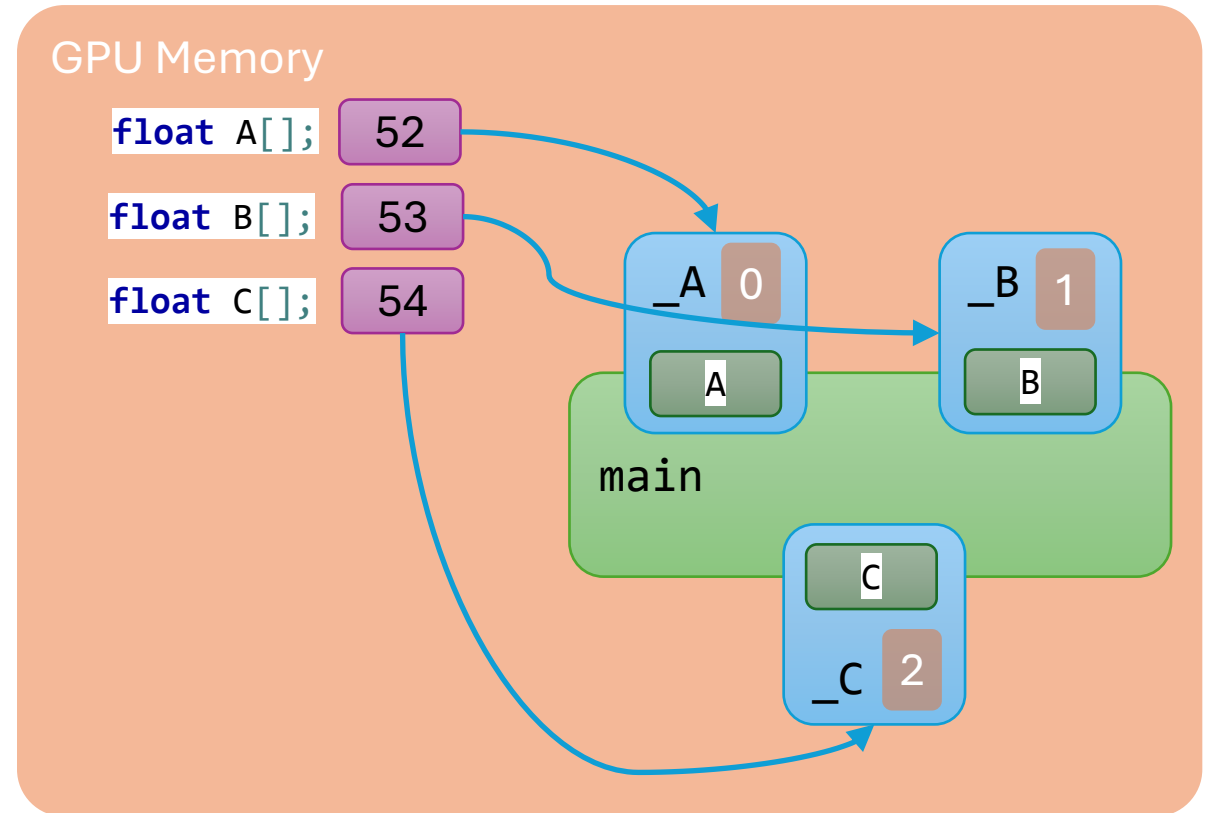 GPU Memory
float A[]; 52
float B[]; 53
float C[]; 54
_A 0
A
_B 1
B
main
C
_C 2